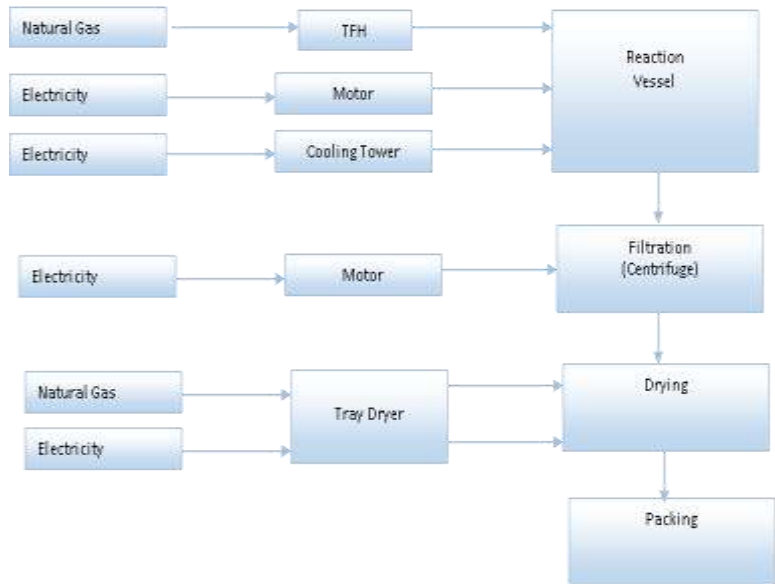 Natural Gas
TFH
Reaction
Vessel
Electricity
Motor
Electricity
Cooling Tower
Filtration
(Centrifuge)
Electricity
Motor
Drying
Natural Gas
Tray Dryer
Electricity
Packing